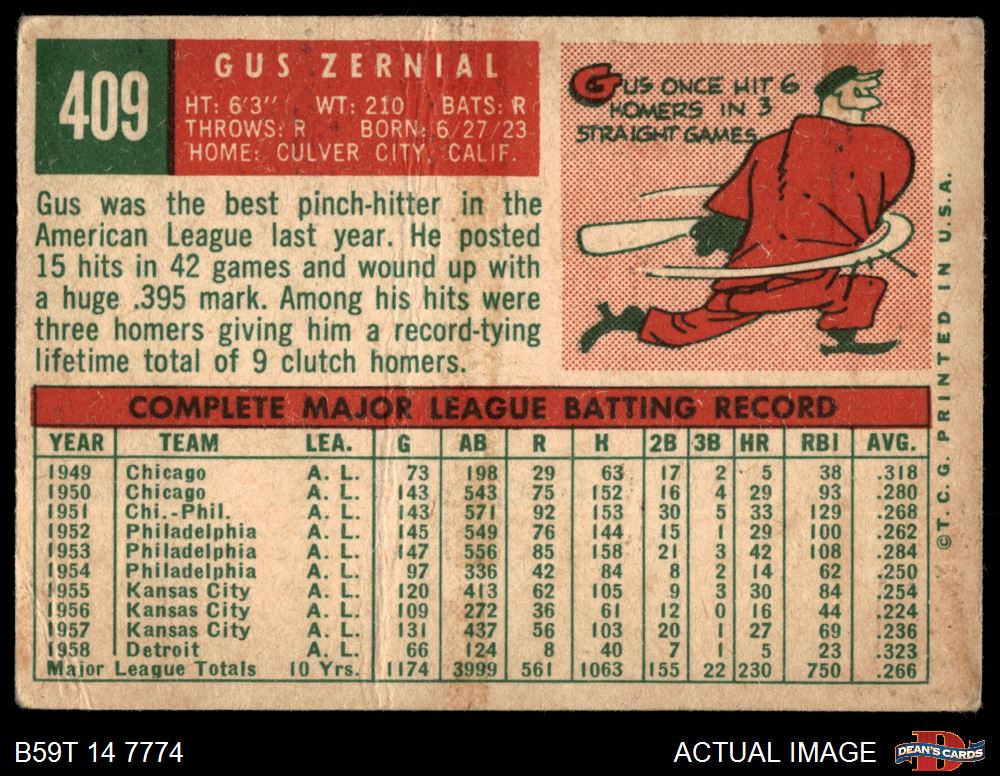 409
GUS ZERNIAL
HT: 6'3" WT: 210 BATS: R
THROWS: R BORN: 6/27/23
HOME: CULVER CITY, CALIF.
GUS ONCE HIT 6
HOMERS IN 3
STRAIGHT GAMES.
Gus was the best pinch-hitter in the
American League last year. He posted
15 hits in 42 games and wound up with
a huge .395 mark. Among his hits were
three homers giving him a record-tying
lifetime total of 9 clutch homers.
COMPLETE MAJOR LEAGUE BATTING RECORD
YEAR TEAM LEA. G AB R H 2B 3B HR RBI AVG.
1949 Chicago A. L. 73 198 29 63 17 2 5 38 .318
1950 Chicago A. L. 143 543 75 152 16 4 29 93 .280
1951 Chi.-Phil. A. L. 143 571 92 153 30 5 33 129 .268
1952 Philadelphia A. L. 145 549 76 144 15 1 29 100 .262
1953 Philadelphia A. L. 147 556 85 158 21 3 42 108 .284
1954 Philadelphia A. L. 97 336 42 84 8 2 14 62 .250
1955 Kansas City A. L. 120 413 62 105 9 3 30 84 .254
1956 Kansas City A. L. 109 272 36 61 12 0 16 44 .224
1957 Kansas City A. L. 131 437 56 103 20 1 27 69 .236
1958 Detroit A. L. 66 124 8 40 7 1 5 23 .323
Major League Totals 10 Yrs. 1174 3999 561 1063 155 22 230 750 .266
© T. C. G. PRINTED IN U.S.A.
B59T 14 7774
ACTUAL IMAGE
D
DEAN'S CARDS